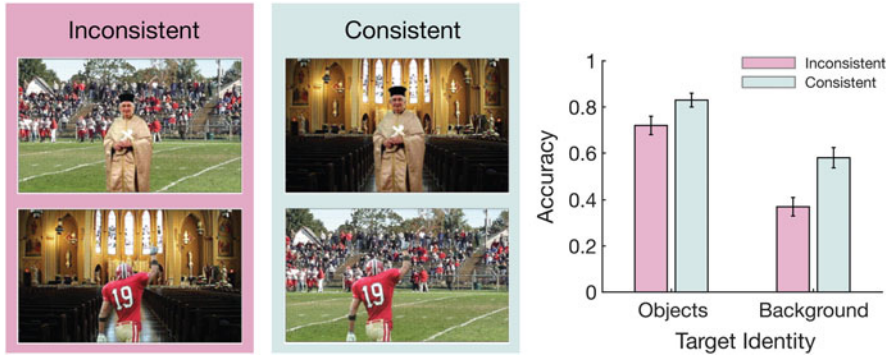 Inconsistent
19
Consistent
19
1
0.8
0.6
0.4
0.2
0
Accuracy
Inconsistent
Consistent
Objects
Background
Target Identity